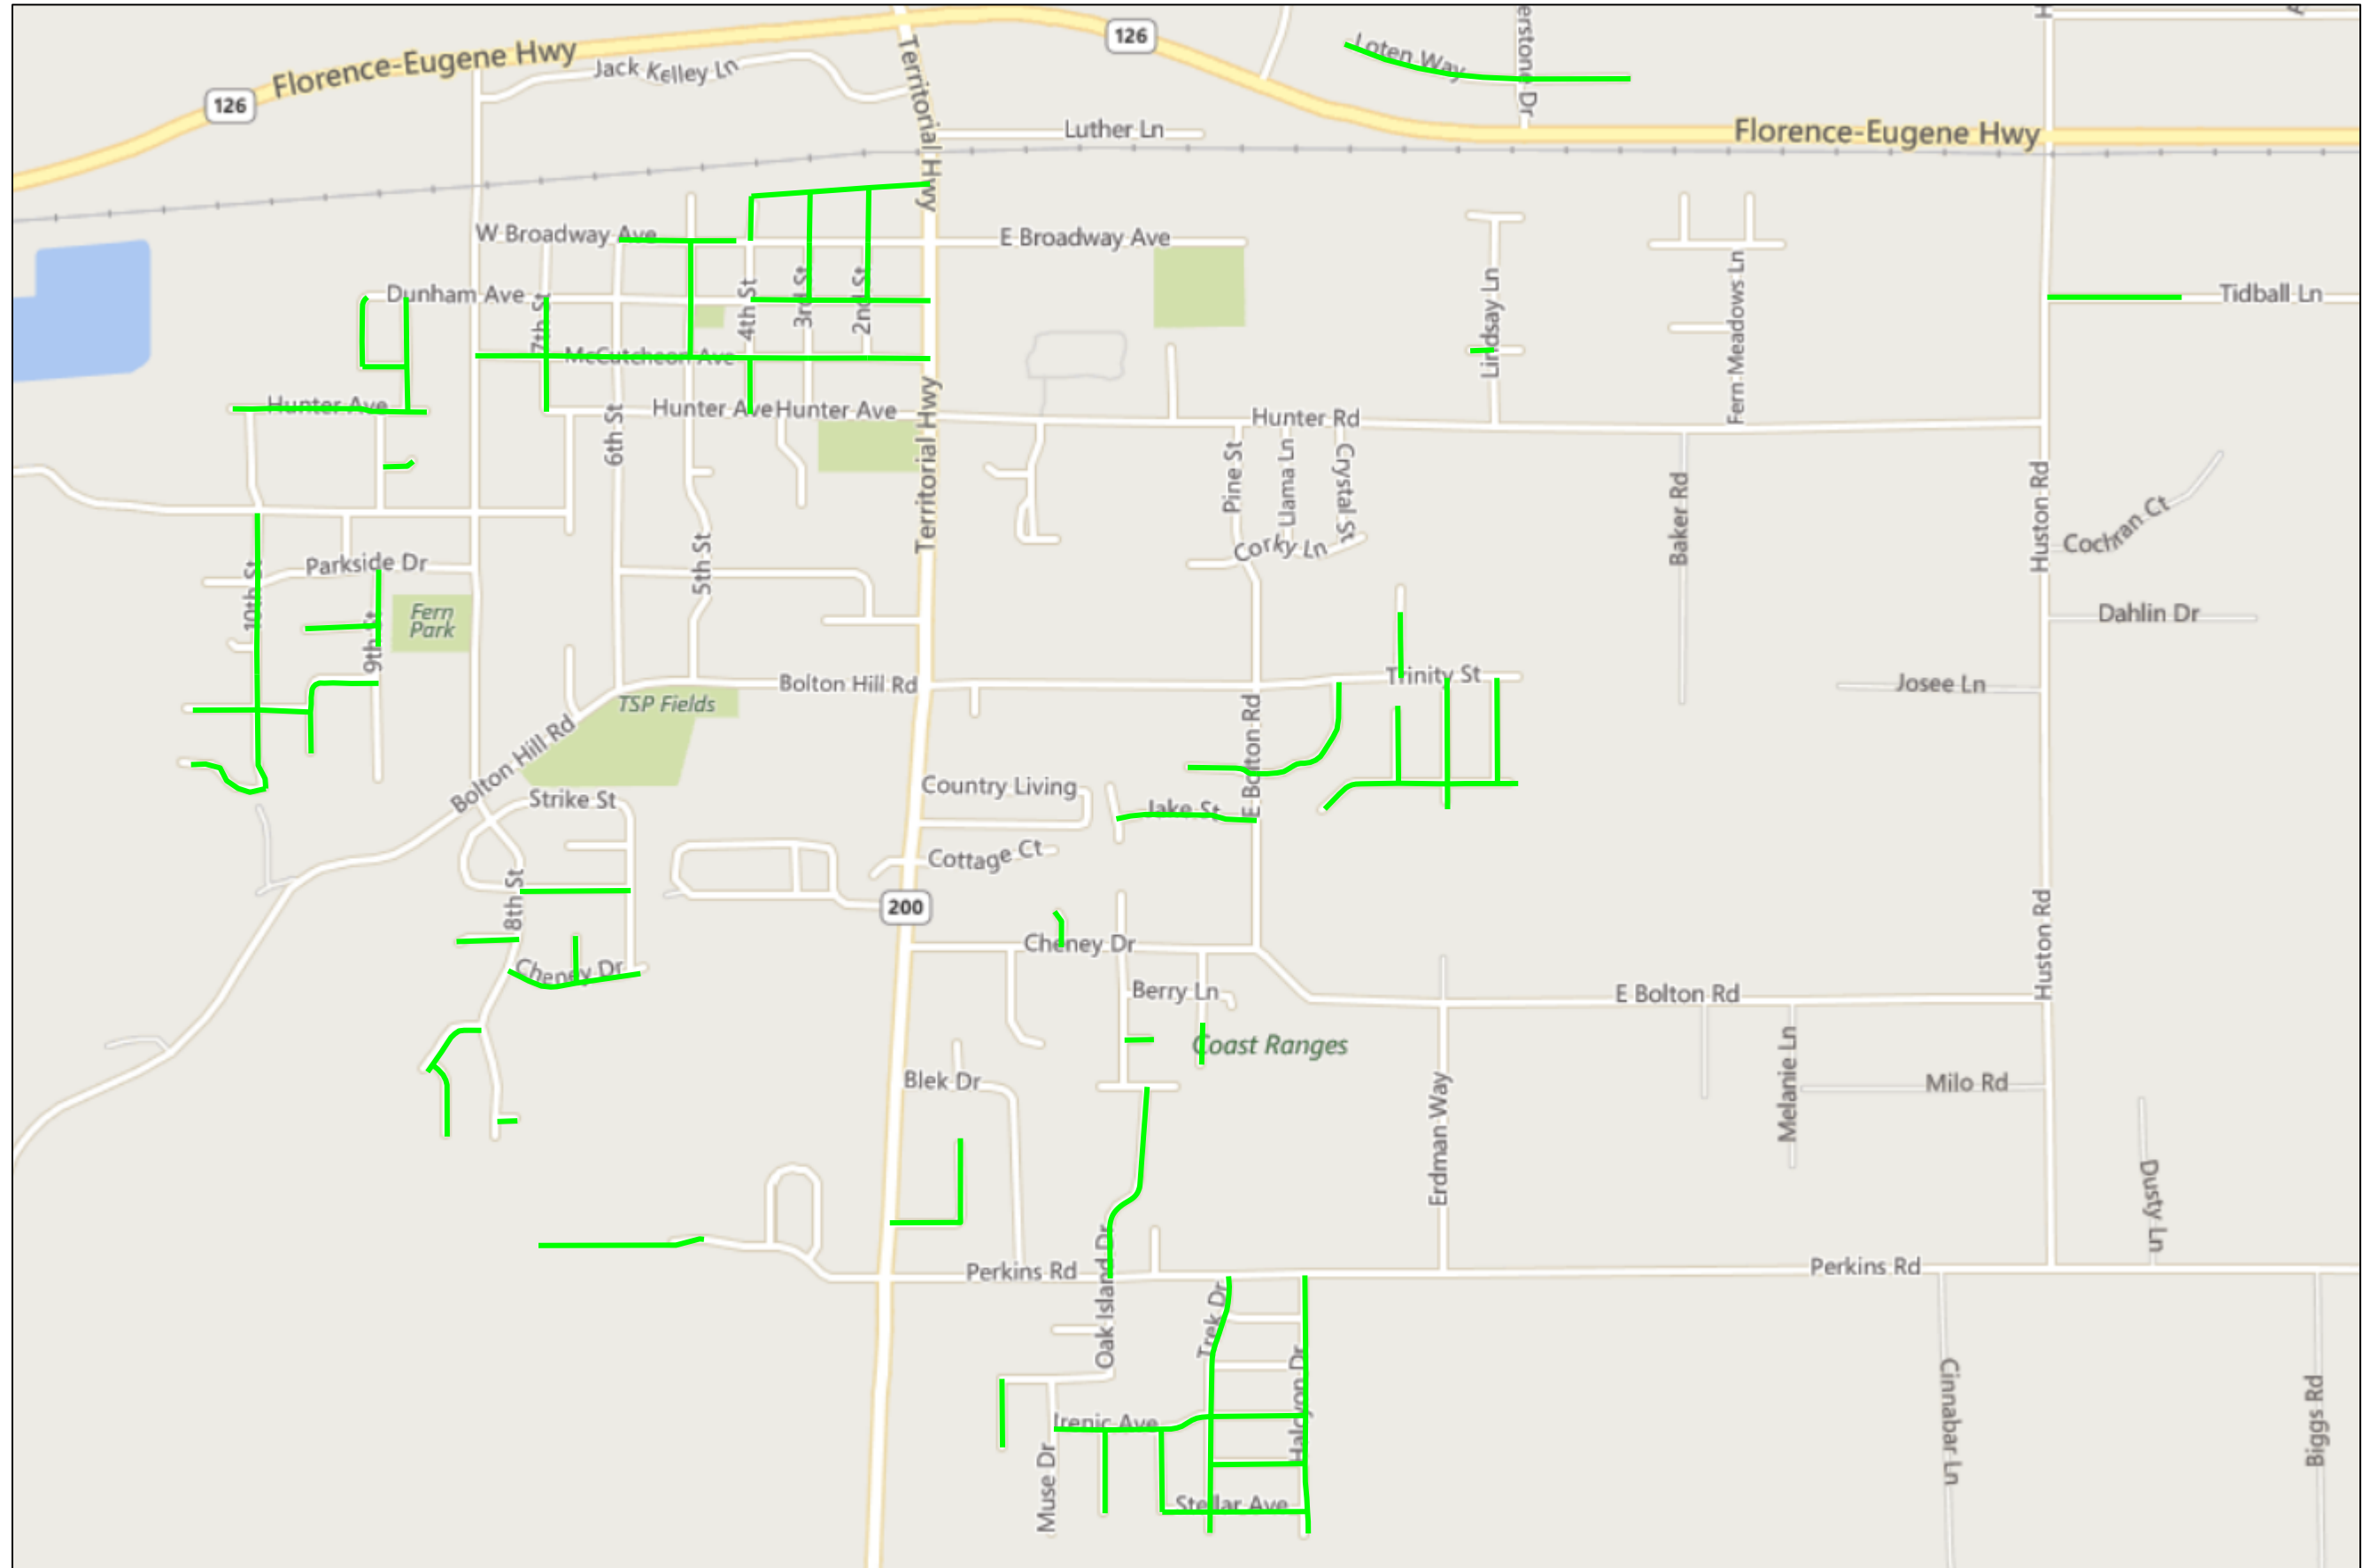 126
Florence-Eugene Hwy
Jack Kelley Ln
126
Territorial Hwy
Loten Way
erstone Dr
Florence-Eugene Hwy
H
Luther Ln
W Broadway Ave
E Broadway Ave
Dunham Ave
7th St
4th St
3rd St
2nd St
Lindsay Ln
Fern Meadows Ln
Tidball Ln
McCutcheon Ave
Hunter Ave
Hunter Ave
Hunter Ave
Hunter Rd
6th St
Territorial Hwy
Pine St
Llama Ln
Crystal St
Baker Rd
Huston Rd
Cochran Ct
Corky Ln
Parkside Dr
5th St
10th St
9th St
Fern
Park
Dahlin Dr
Trinity St
Josee Ln
Bolton Hill Rd
TSP Fields
Bolton Hill Rd
E Bolton Rd
Country Living
Strike St
Jake St
Cottage Ct
8th St
200
Huston Rd
Cheney Dr
Cheney Dr
Berry Ln
E Bolton Rd
Coast Ranges
Melanie Ln
Blek Dr
Milo Rd
Erdman Way
Dusty Ln
Oak Island Dr
Perkins Rd
Perkins Rd
Trek Dr
Halcyon Dr
Cinnabar Ln
Biggs Rd
Irenic Ave
Muse Dr
Stellar Ave